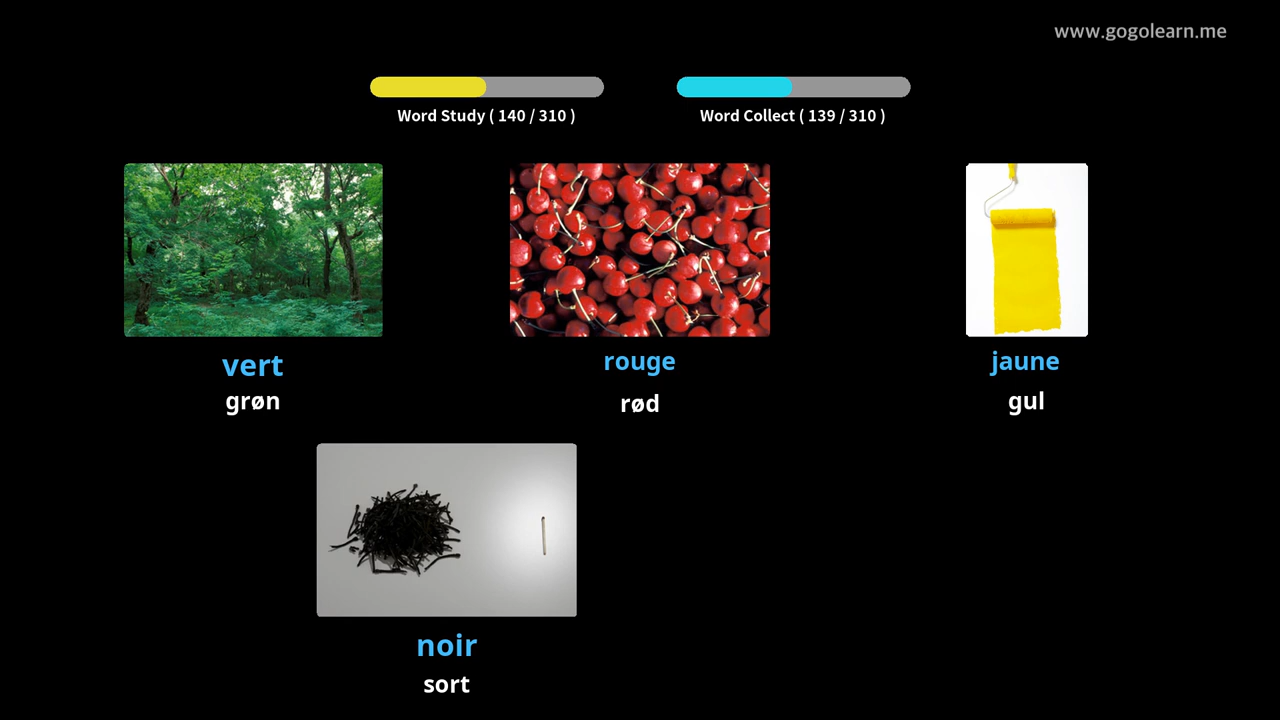 www.gogolearn.me
Word Study ( 140 / 310 )
Word Collect ( 139 / 310 )
vert
grøn
rouge
rød
jaune
gul
noir
sort